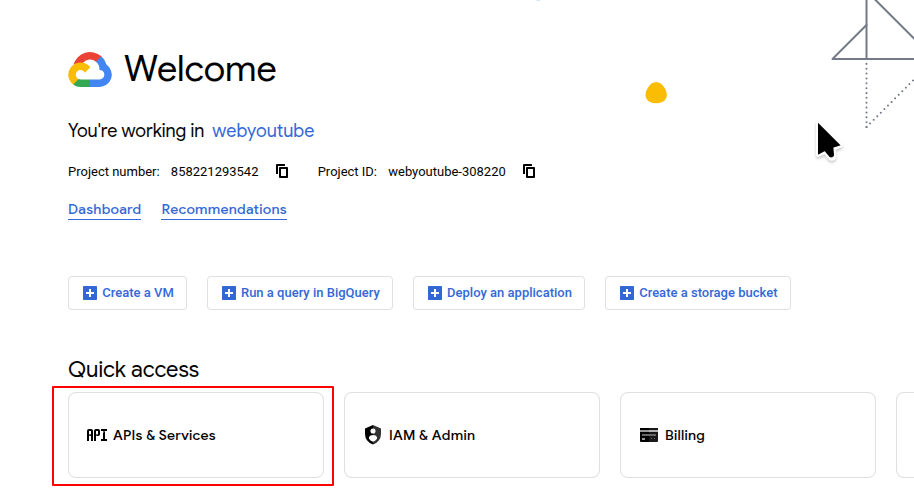 Welcome
You're working in webyoutube
Project number: 858221293542 Project ID: webyoutube-308220
Dashboard Recommendations
Create a VM Run a query in BigQuery Deploy an application Create a storage bucket
Quick access
API APIs & Services IAM & Admin Billing